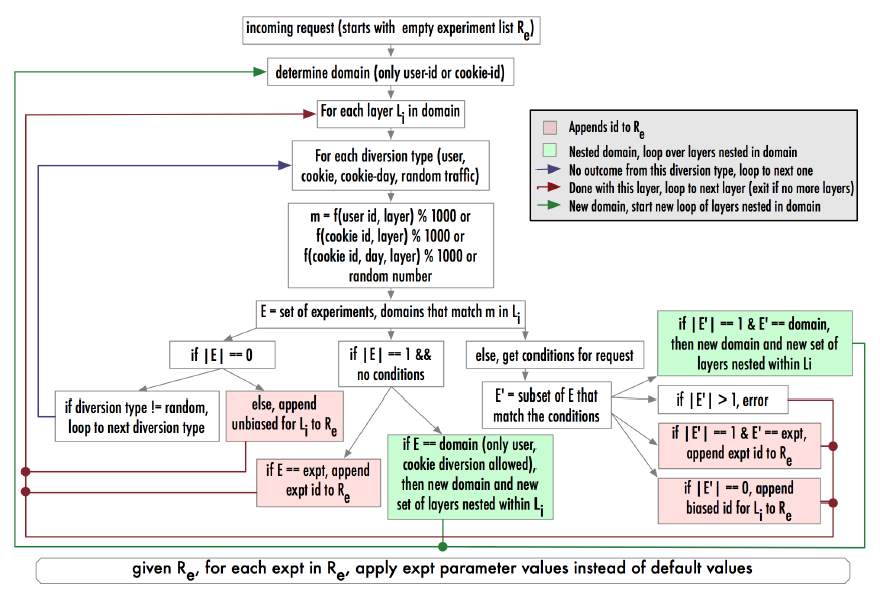 incoming request (starts with empty experiment list Re)
determine domain (only user-id or cookie-id)
For each layer Li in domain
For each diversion type (user,
cookie, cookie-day, random traffic)
m = f(user id, layer) % 1000 or
f(cookie id, layer) % 1000 or
f(cookie id, day, layer) % 1000 or
random number
E = set of experiments, domains that match m in Li
Appends id to Re
Nested domain, loop over layers nested in domain
No outcome from this diversion type, loop to next one
Done with this layer, loop to next layer (exit if no more layers)
New domain, start new loop of layers nested in domain
if |E| == 0
if |E| == 1 &&
no conditions
else, get conditions for request
if diversion type != random,
loop to next diversion type
else, append
unbiased for Li to Re
if E == expt, append
expt id to Re
if E == domain (only user,
cookie diversion allowed),
then new domain and new
set of layers nested within Li
E' = subset of E that
match the conditions
if |E'| == 1 & E' == domain,
then new domain and new set of
layers nested within Li
if |E'| > 1, error
if |E'| == 1 & E' == expt,
append expt id to Re
if |E'| == 0, append
biased id for Li to Re
given Re, for each expt in Re, apply expt parameter values instead of default values